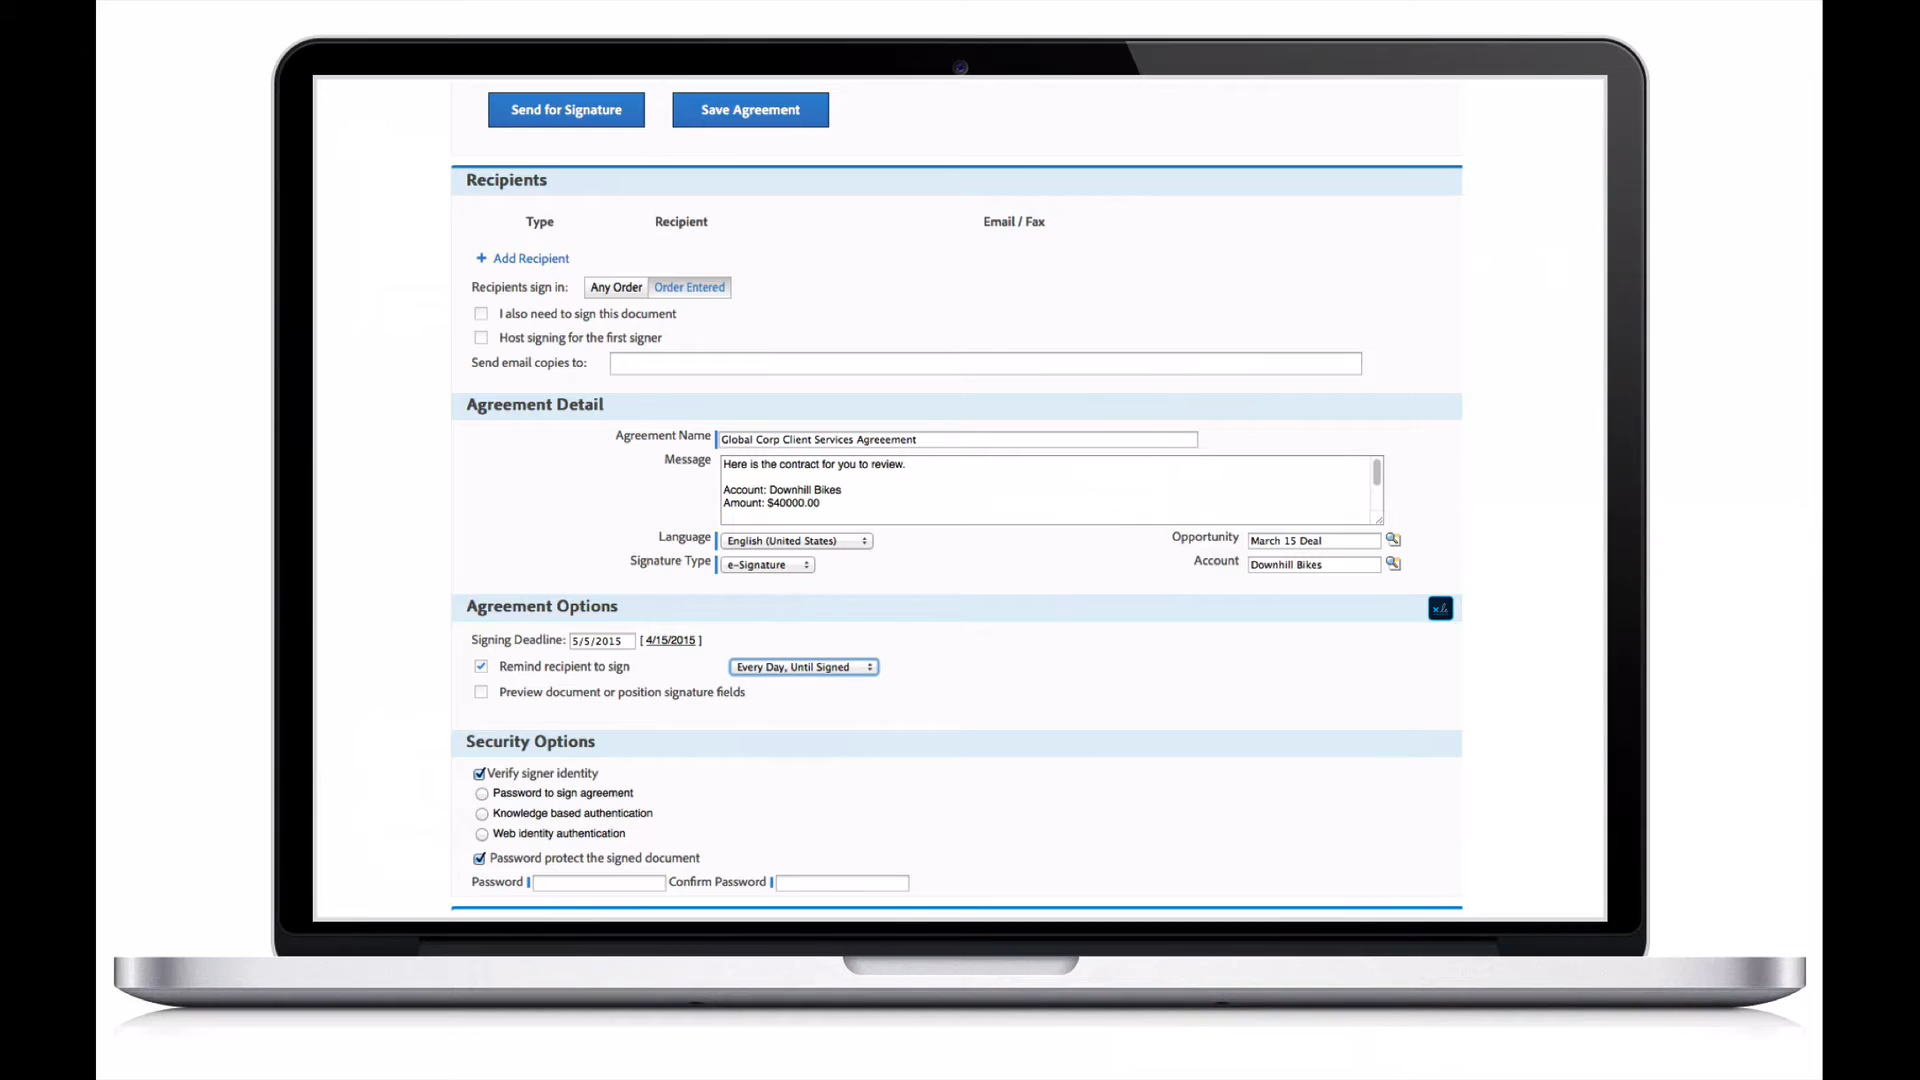 Send for Signature Save Agreement
Recipients
Type Recipient Email / Fax
+ Add Recipient
Recipients sign in: Any Order Order Entered
I also need to sign this document
Host signing for the first signer
Send email copies to:
Agreement Detail
Agreement Name Global Corp Client Services Agreeement
Message Here is the contract for you to review.
Account: Downhill Bikes
Amount: $40000.00
Language English (United States) Opportunity March 15 Deal
Signature Type e-Signature Account Downhill Bikes
Agreement Options
Signing Deadline: 5/5/2015 [ 4/15/2015 ]
Remind recipient to sign Every Day, Until Signed
Preview document or position signature fields
Security Options
Verify signer identity
Password to sign agreement
Knowledge based authentication
Web identity authentication
Password protect the signed document
Password Confirm Password